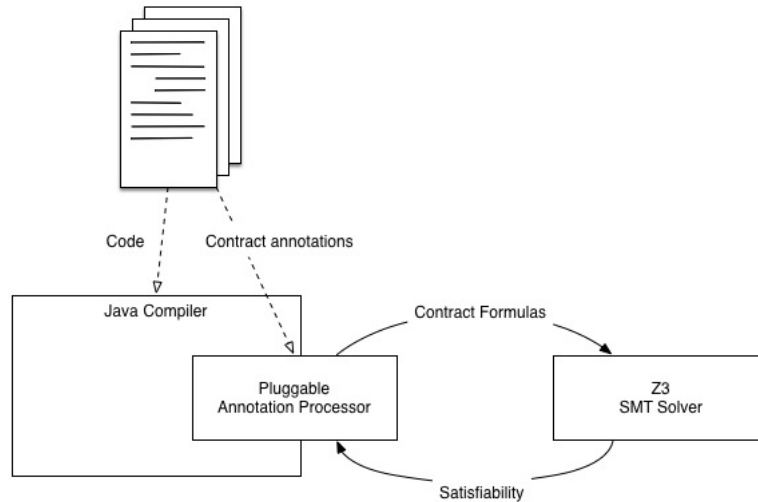 Code
Contract annotations
Java Compiler
Contract Formulas
Pluggable
Annotation Processor
Z3
SMT Solver
Satisfiability